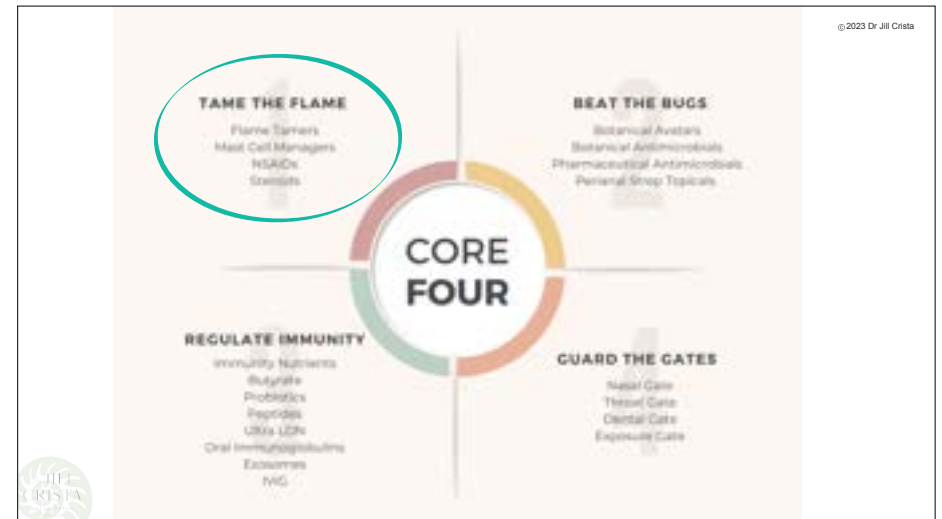 © 2023 Dr Jill Crista
TAME THE FLAME
Flame Tamers
Mast Cell Managers
NSAIDs
Steroids
BEAT THE BUGS
Botanical Avatars
Botanical Antimicrobials
Pharmaceutical Antimicrobials
Perianal Strep Topicals
CORE
FOUR
REGULATE IMMUNITY
Immunity Nutrients
Butyrate
Probiotics
Peptides
Ultra LDN
Oral Immunoglobulins
Exosomes
IVIG
GUARD THE GATES
Nasal Gate
Throat Gate
Dental Gate
Exposure Gate
JILL
CRISTA